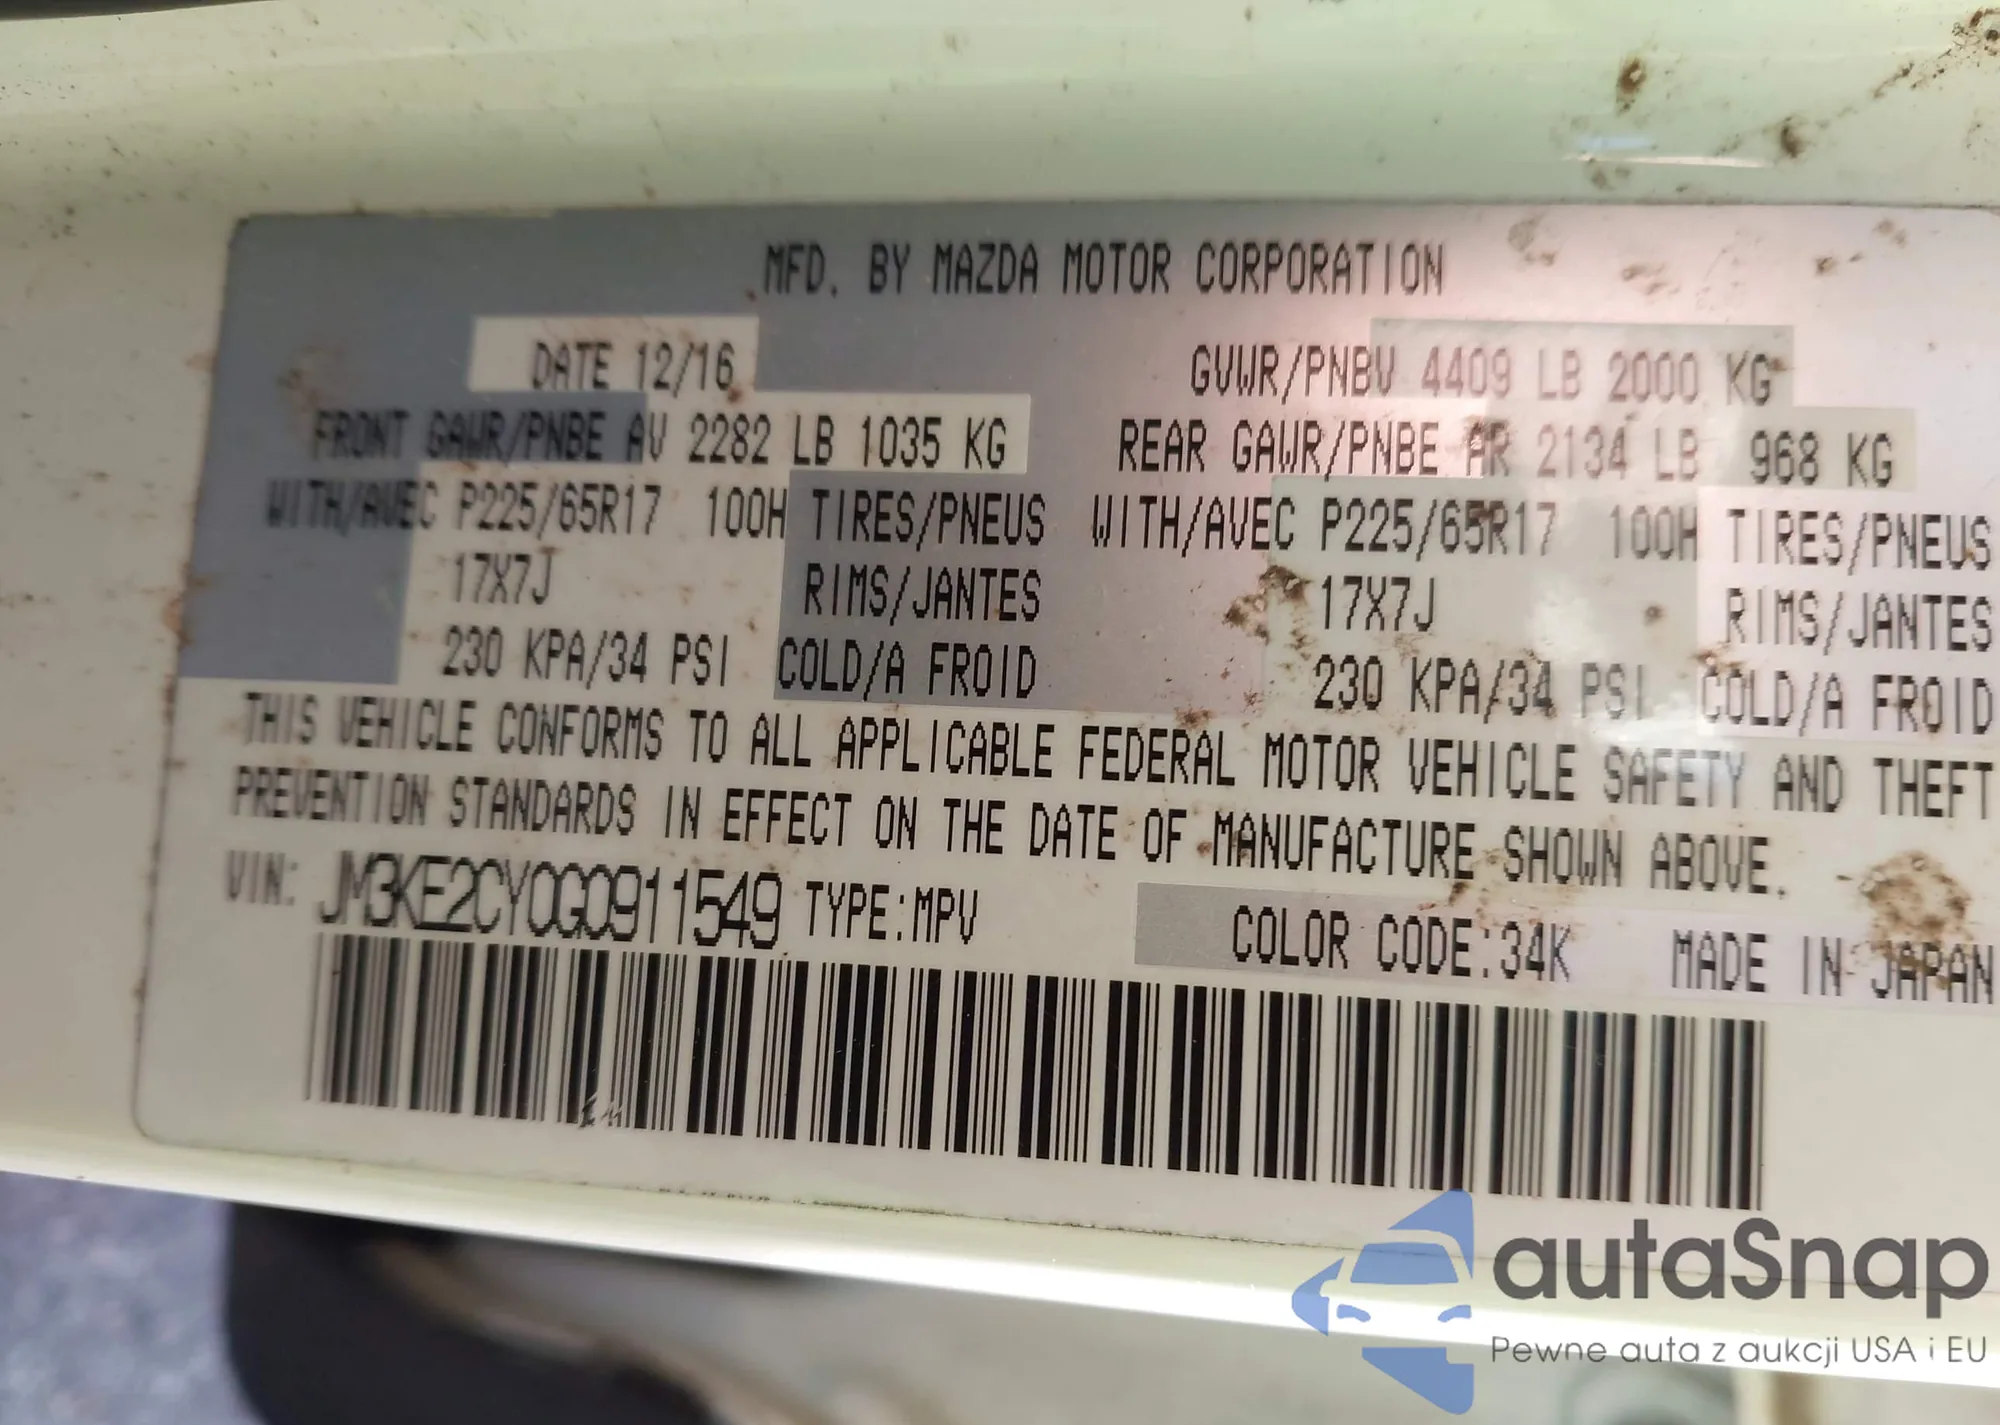 MFD. BY MAZDA MOTOR CORPORATION
DATE 12/16 GVWR/PNBV 4409 LB 2000 KG
FRONT GAWR/PNBE AV 2282 LB 1035 KG REAR GAWR/PNBE AR 2134 LB 968 KG
WITH/AVEC P225/65R17 100H TIRES/PNEUS WITH/AVEC P225/65R17 100H TIRES/PNEUS
17X7J RIMS/JANTES 17X7J RIMS/JANTES
230 KPA/34 PSI COLD/A FROID 230 KPA/34 PSI COLD/A FROID
THIS VEHICLE CONFORMS TO ALL APPLICABLE FEDERAL MOTOR VEHICLE SAFETY AND THEFT
PREVENTION STANDARDS IN EFFECT ON THE DATE OF MANUFACTURE SHOWN ABOVE.
VIN: JM3KE2CY0G0911549 TYPE:MPV COLOR CODE:34K MADE IN JAPAN
autaSnap
Pewne auta z aukcji USA i EU